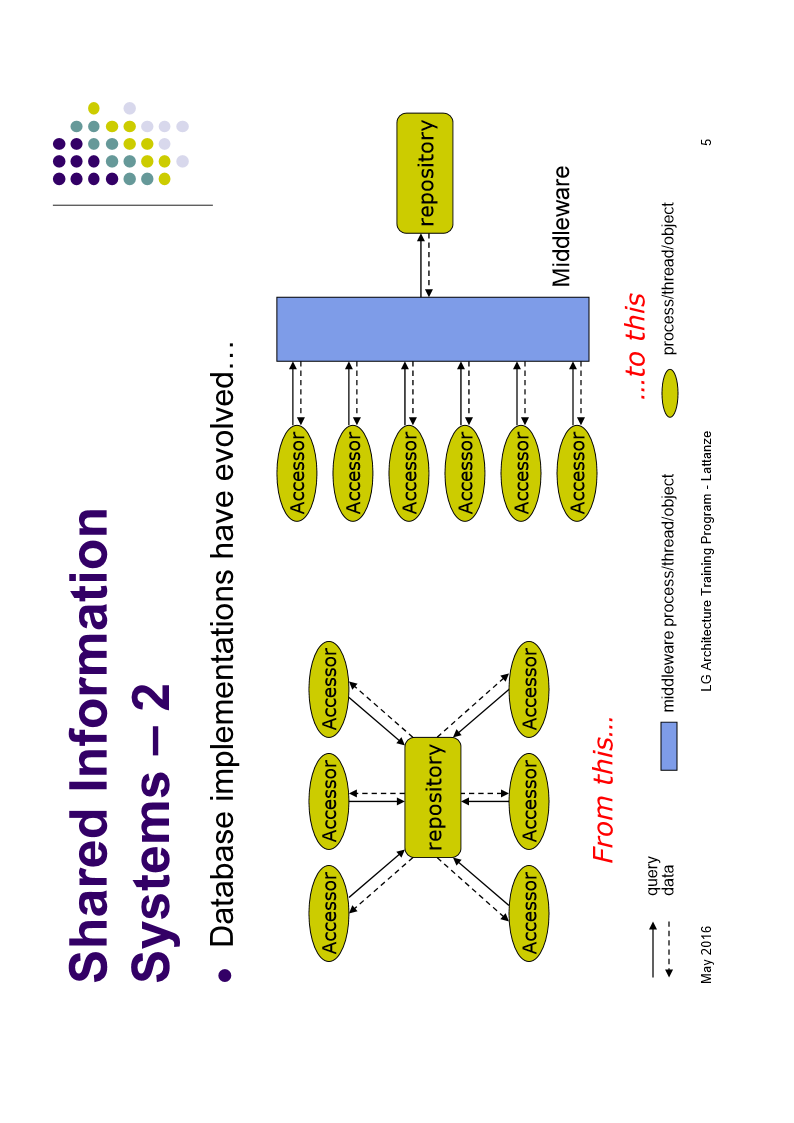 Shared Information
Systems – 2
• Database implementations have evolved…
Accessor
Accessor
Accessor
repository
Accessor
Accessor
Accessor
From this...
Accessor
Accessor
Accessor
Accessor
Accessor
Accessor
repository
Middleware
...to this
query
data
middleware process/thread/object
process/thread/object
May 2016
LG Architecture Training Program - Lattanze
5